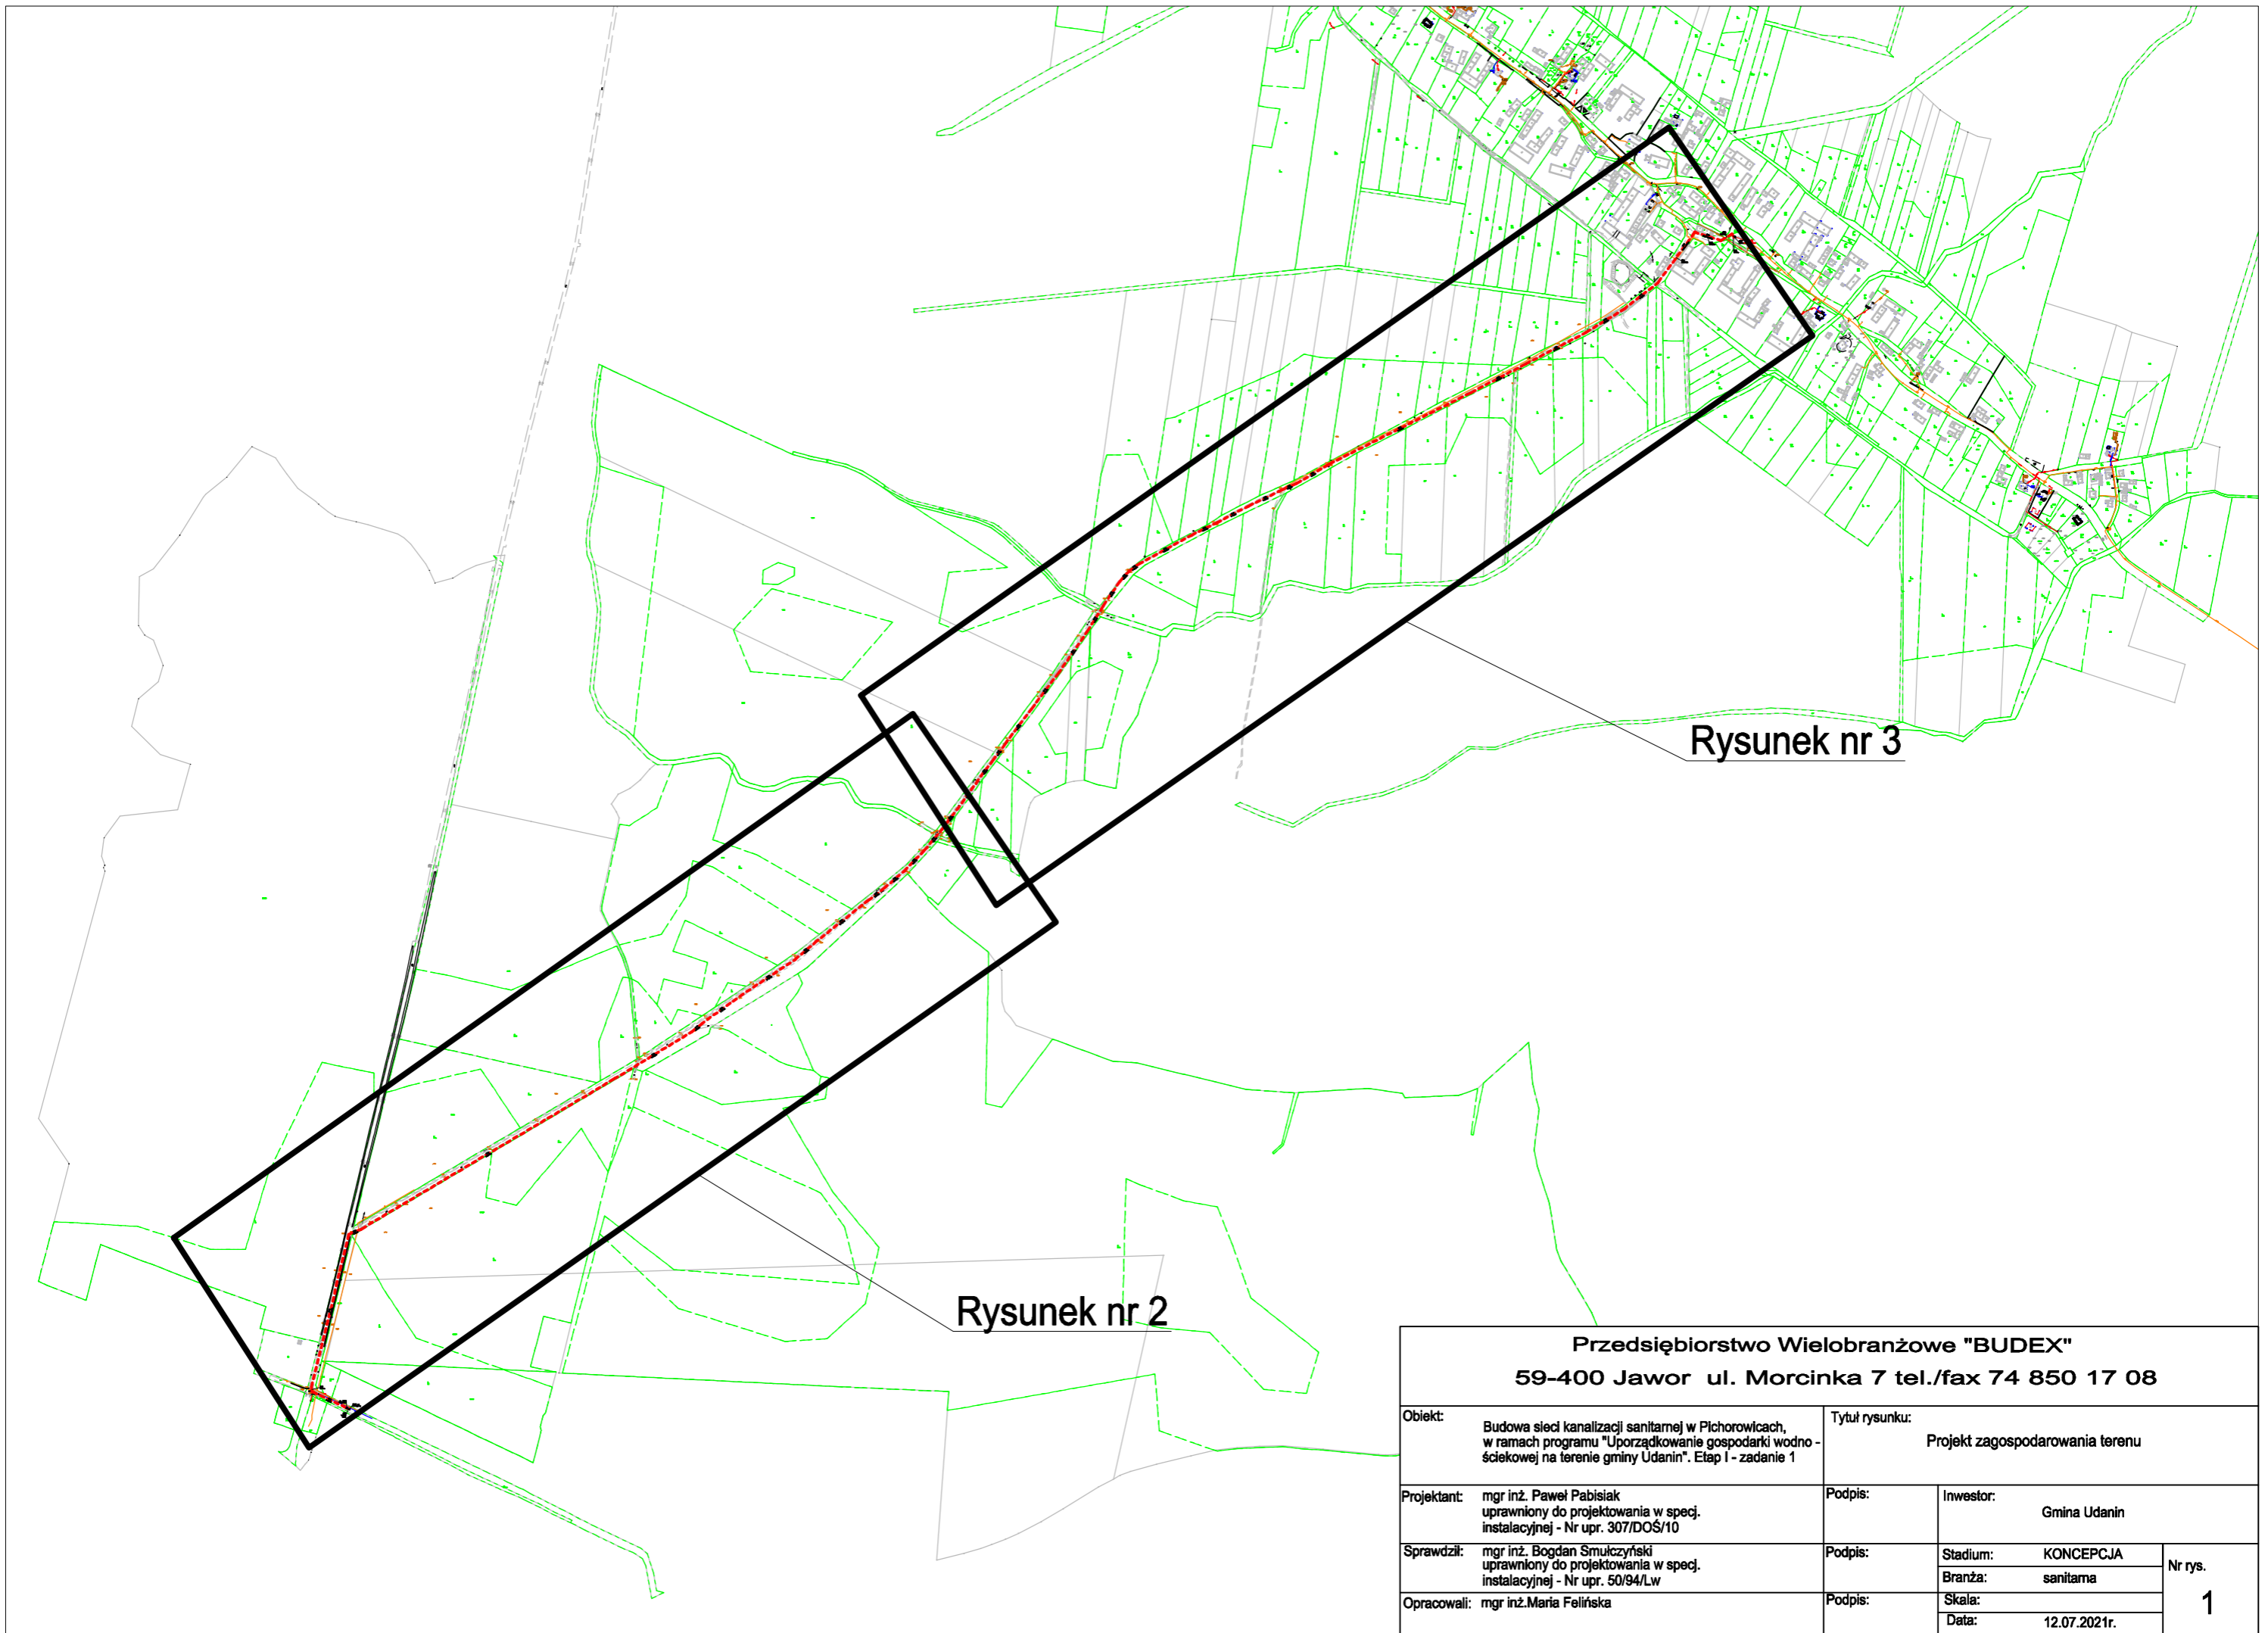 Rysunek nr 3
Rysunek nr 2
Przedsiębiorstwo Wielobranżowe "BUDEX"
59-400 Jawor ul. Morcinka 7 tel./fax 74 850 17 08
Obiekt:
Budowa sieci kanalizacji sanitarnej w Pichorowicach,
w ramach programu "Uporządkowanie gospodarki wodno -
ściekowej na terenie gminy Udanin". Etap I - zadanie 1
Tytuł rysunku:
Projekt zagospodarowania terenu
Projektant: mgr inż. Paweł Pabisiak
uprawniony do projektowania w specj.
instalacyjnej - Nr upr. 307/DOŚ/10
Podpis:
Inwestor:
Gmina Udanin
Sprawdził: mgr inż. Bogdan Smułczyński
uprawniony do projektowania w specj.
instalacyjnej - Nr upr. 50/94/Lw
Podpis:
Stadium: KONCEPCJA
Branża: sanitarna
Nr rys.
1
Opracowali: mgr inż.Maria Felińska
Podpis:
Skala:
Data: 12.07.2021r.